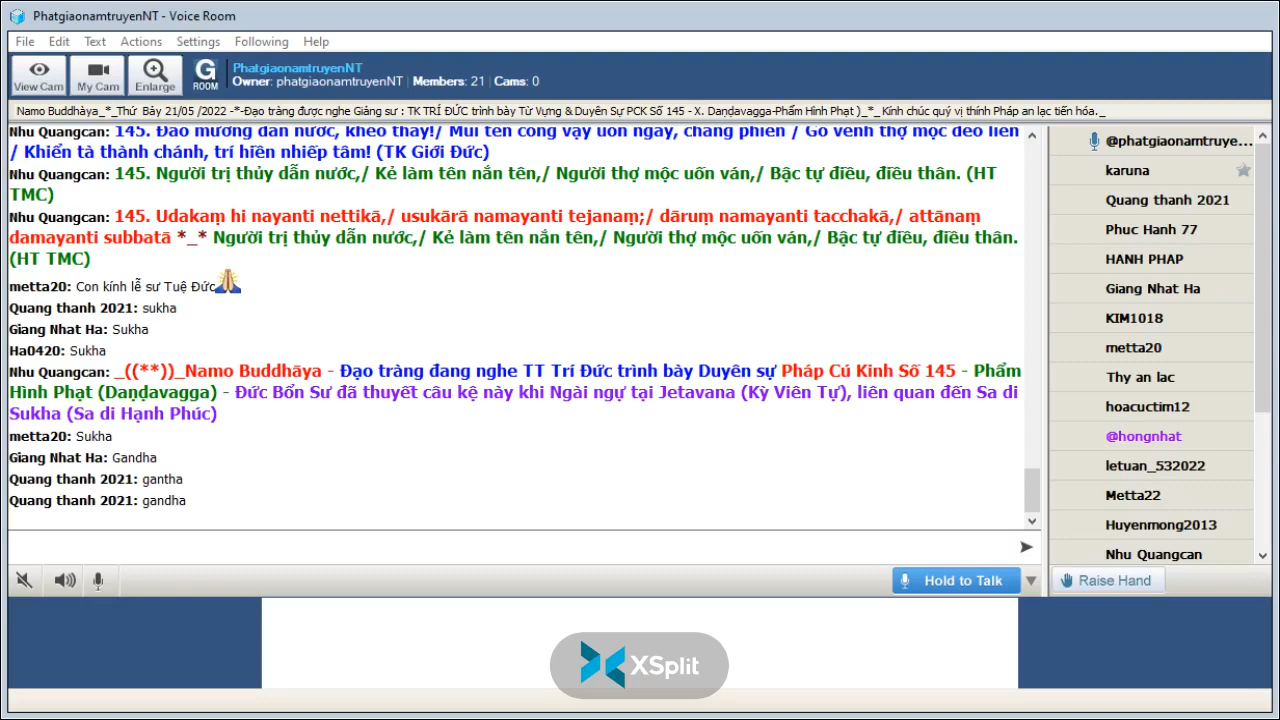 PhatgiaonamtruyenNT - Voice Room
File Edit Text Actions Settings Following Help
View Cam My Cam Enlarge G ROOM
PhatgiaonamtruyenNT
Owner: phatgiaonamtruyenNT | Members: 21 | Cams: 0
Namo Buddhàya_*_Thứ Bảy 21/05 /2022 -*-Đạo tràng được nghe Giảng sư : TK TRÍ ĐỨC trình bày Từ Vựng & Duyên Sự PCK Số 145 - X. Daṇḍavagga-Phẩm Hình Phạt )_*_Kính chúc quý vị thính Pháp an lạc tiến hóa._
Nhu Quangcan: 145. Đào mương dẫn nước, khéo thay!/ Mũi tên cong vạy uốn ngay, chẳng phiền / Gỗ vênh thợ mộc đẽo liền
/ Khiến tà thành chánh, trí hiền nhiếp tâm! (TK Giới Đức)
Nhu Quangcan: 145. Người trị thủy dẫn nước,/ Kẻ làm tên nắn tên,/ Người thợ mộc uốn ván,/ Bậc tự điều, điều thân. (HT
TMC)
Nhu Quangcan: 145. Udakaṃ hi nayanti nettikā,/ usukārā namayanti tejanaṃ;/ dāruṃ namayanti tacchakā,/ attānaṃ
damayanti subbatā *_* Người trị thủy dẫn nước,/ Kẻ làm tên nắn tên,/ Người thợ mộc uốn ván,/ Bậc tự điều, điều thân.
(HT TMC)
metta20: Con kính lễ sư Tuệ Đức
Quang thanh 2021: sukha
Giang Nhat Ha: Sukha
Ha0420: Sukha
Nhu Quangcan: _((**))_Namo Buddhāya - Đạo tràng đang nghe TT Trí Đức trình bày Duyên sự Pháp Cú Kinh Số 145 - Phẩm
Hình Phạt (Daṇḍavagga) - Đức Bổn Sư đã thuyết câu kệ này khi Ngài ngự tại Jetavana (Kỳ Viên Tự), liên quan đến Sa di
Sukha (Sa di Hạnh Phúc)
metta20: Sukha
Giang Nhat Ha: Gandha
Quang thanh 2021: gantha
Quang thanh 2021: gandha
@phatgiaonamtruye...
karuna
Quang thanh 2021
Phuc Hanh 77
HANH PHAP
Giang Nhat Ha
KIM1018
metta20
Thy an lac
hoacuctim12
@hongnhat
letuan_532022
Metta22
Huyenmong2013
Nhu Quangcan
Hold to Talk
Raise Hand
XSplit